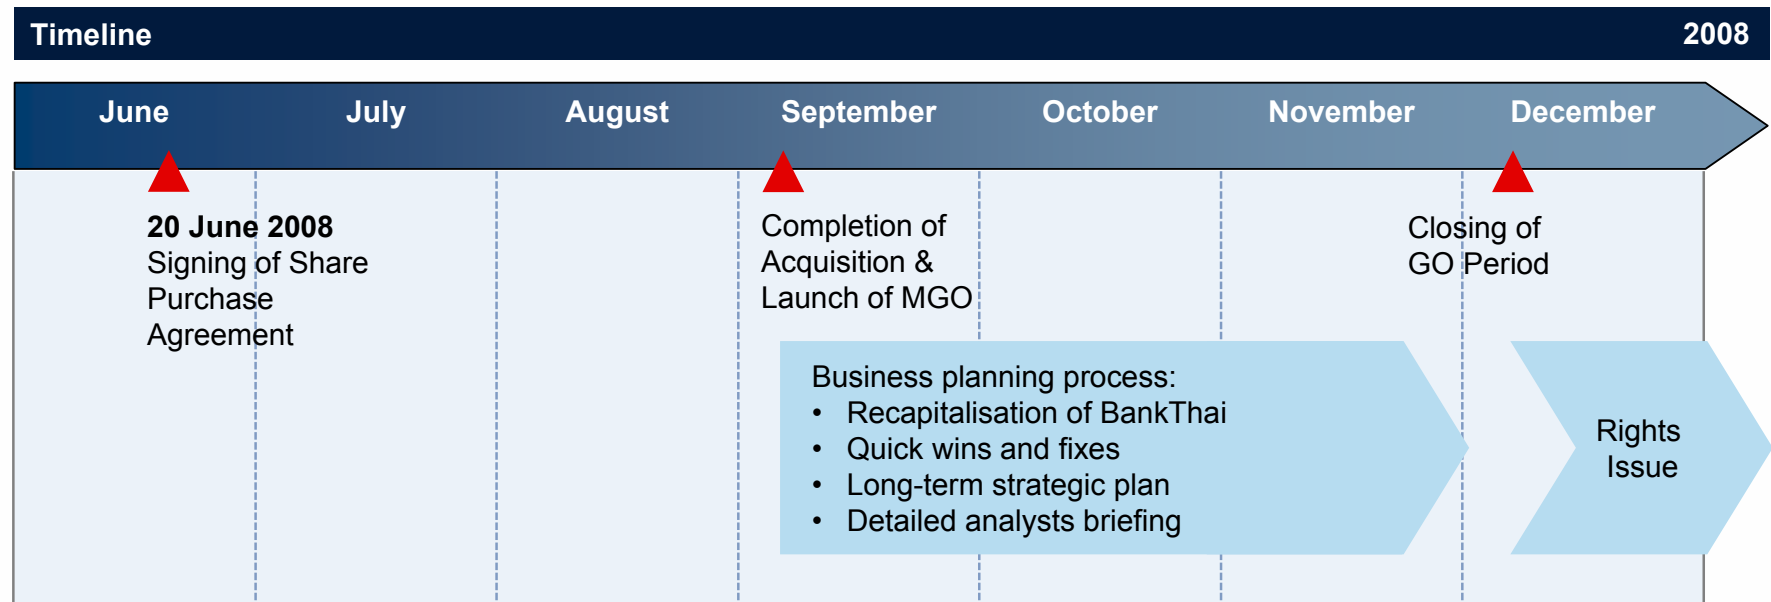 Timeline 2008
June July August September October November December
20 June 2008
Signing of Share
Purchase
Agreement
Completion of
Acquisition &
Launch of MGO
Closing of
GO Period
Business planning process:
• Recapitalisation of BankThai
• Quick wins and fixes
• Long-term strategic plan
• Detailed analysts briefing
Rights
Issue